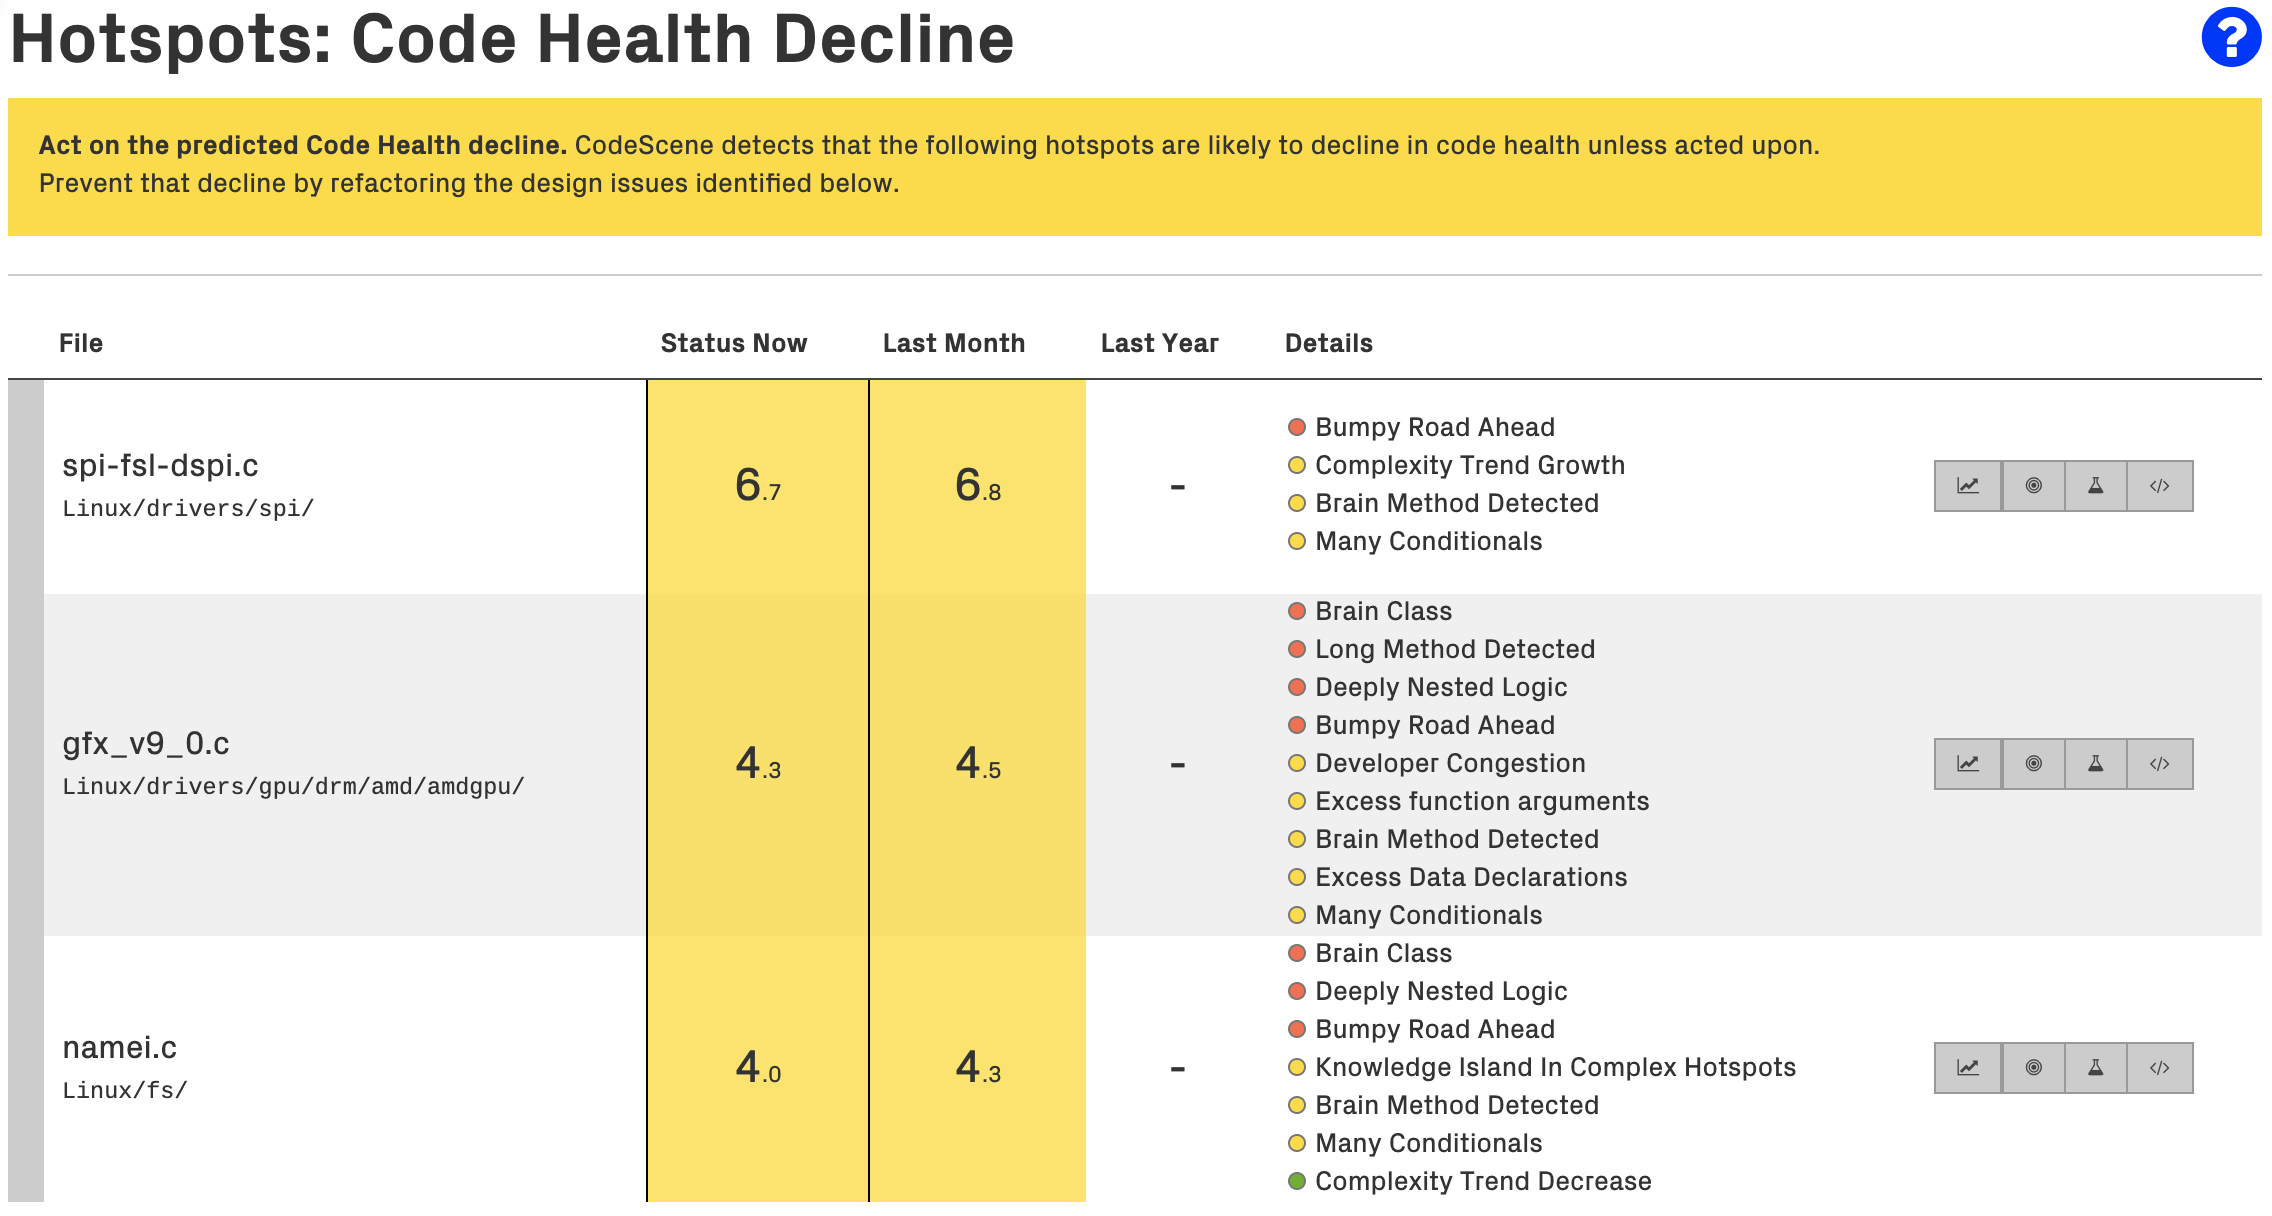 Hotspots: Code Health Decline
?
Act on the predicted Code Health decline. CodeScene detects that the following hotspots are likely to decline in code health unless acted upon.
Prevent that decline by refactoring the design issues identified below.
File Status Now Last Month Last Year Details
spi-fsl-dspi.c
Linux/drivers/spi/
6.7 6.8 -
Bumpy Road Ahead
Complexity Trend Growth
Brain Method Detected
Many Conditionals
</>
gfx_v9_0.c
Linux/drivers/gpu/drm/amd/amdgpu/
4.3 4.5 -
Brain Class
Long Method Detected
Deeply Nested Logic
Bumpy Road Ahead
Developer Congestion
Excess function arguments
Brain Method Detected
Excess Data Declarations
Many Conditionals
</>
namei.c
Linux/fs/
4.0 4.3 -
Brain Class
Deeply Nested Logic
Bumpy Road Ahead
Knowledge Island In Complex Hotspots
Brain Method Detected
Many Conditionals
Complexity Trend Decrease
</>